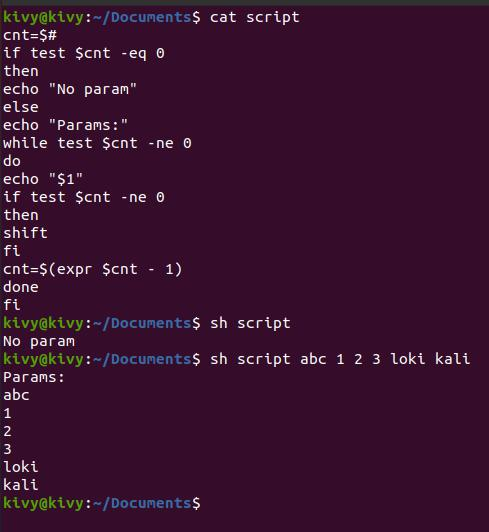 kivy@kivy:~/Documents$ cat script
cnt=$#
if test $cnt -eq 0
then
echo "No param"
else
echo "Params:"
while test $cnt -ne 0
do
echo "$1"
if test $cnt -ne 0
then
shift
fi
cnt=$(expr $cnt - 1)
done
fi
kivy@kivy:~/Documents$ sh script
No param
kivy@kivy:~/Documents$ sh script abc 1 2 3 loki kali
Params:
abc
1
2
3
loki
kali
kivy@kivy:~/Documents$